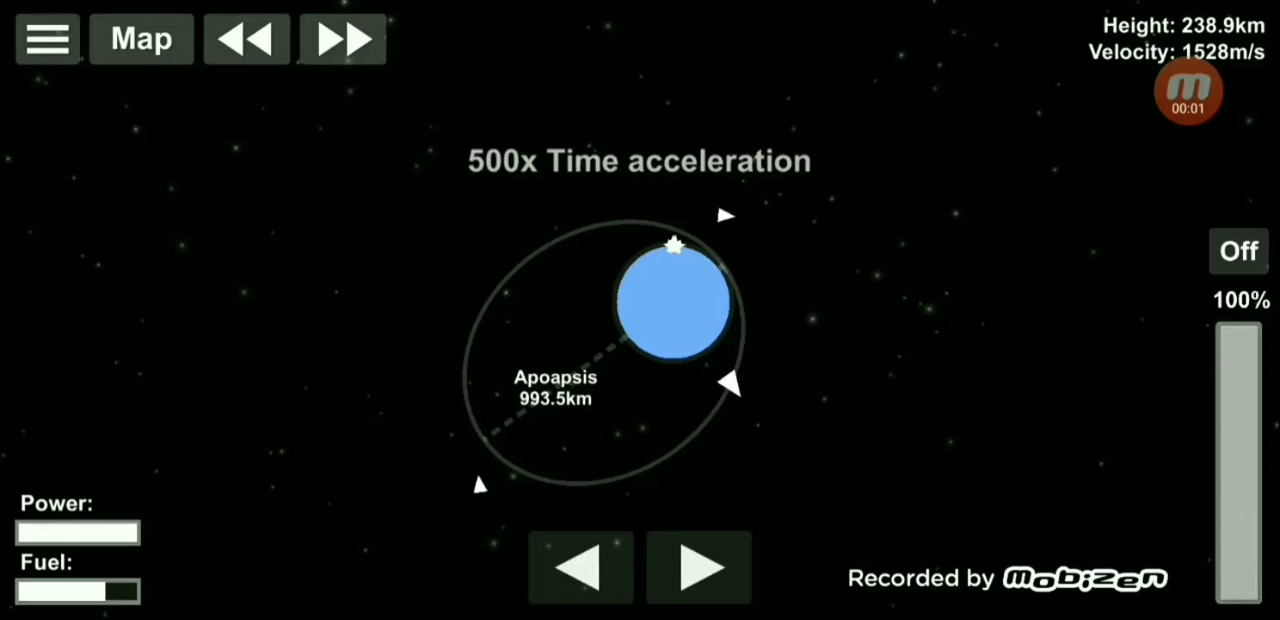 Map
Height: 238.9km
Velocity: 1528m/s
m
00:01
500x Time acceleration
Off
100%
Apoapsis
993.5km
Power:
Fuel:
Recorded by mobizen